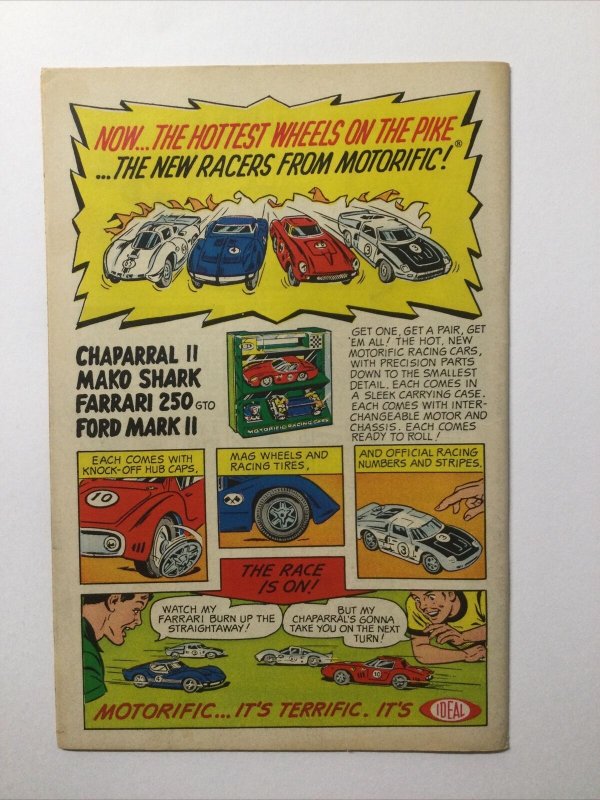 NOW...THE HOTTEST WHEELS ON THE PIKE
...THE NEW RACERS FROM MOTORIFIC!®
CHAPARRAL II
MAKO SHARK
FARRARI 250 GTO
FORD MARK II
MOTORIFIC RACING CARS
GET ONE, GET A PAIR, GET
'EM ALL! THE HOT, NEW
MOTORIFIC RACING CARS,
WITH PRECISION PARTS
DOWN TO THE SMALLEST
DETAIL. EACH COMES IN
A SLEEK CARRYING CASE.
EACH COMES WITH INTER-
CHANGEABLE MOTOR AND
CHASSIS. EACH COMES
READY TO ROLL!
EACH COMES WITH
KNOCK-OFF HUB CAPS,
10
MAG WHEELS AND
RACING TIRES,
AND OFFICIAL RACING
NUMBERS AND STRIPES.
3
3
THE RACE
IS ON!
WATCH MY
FARRARI BURN UP THE
STRAIGHTAWAY!
BUT MY
CHAPARRAL'S GONNA
TAKE YOU ON THE NEXT
TURN!
10
MOTORIFIC... IT'S TERRIFIC. IT'S IDEAL